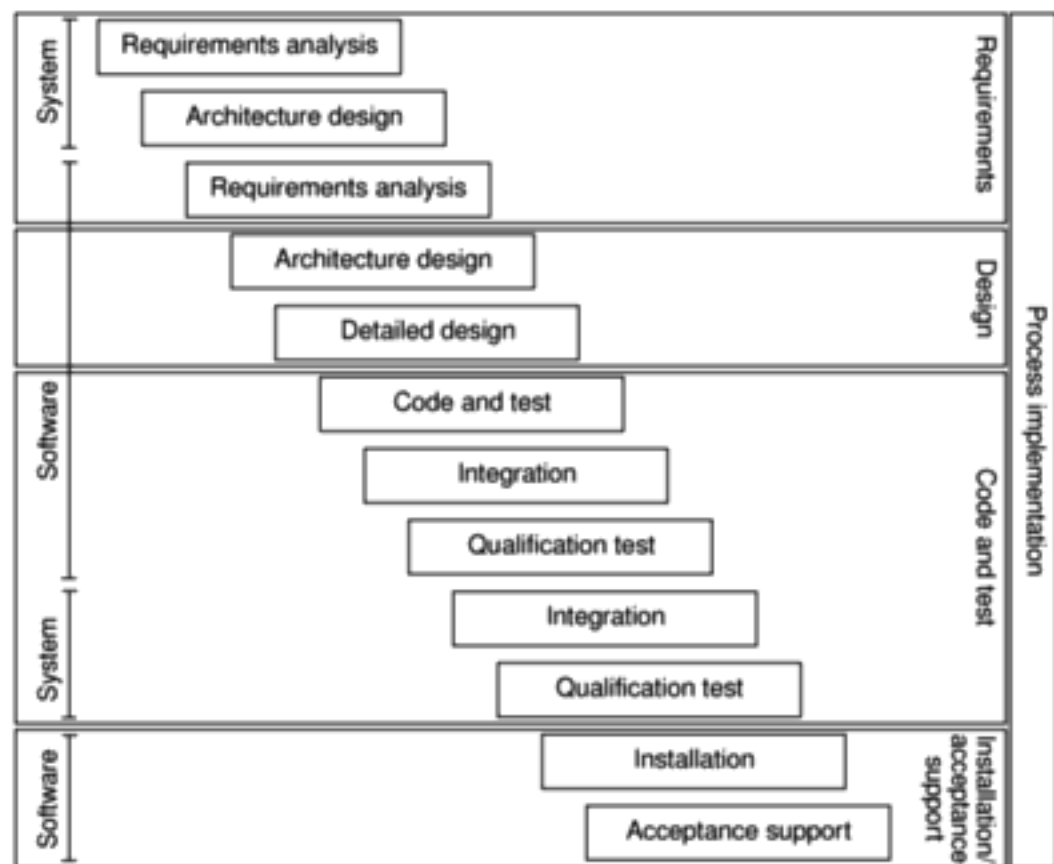 System
Requirements analysis
Architecture design
Requirements analysis
Requirements
Architecture design
Detailed design
Design
Software
Code and test
Integration
Qualification test
System
Integration
Qualification test
Code and test
Software
Installation
Acceptance support
Installation/
acceptance
support
Process implementation